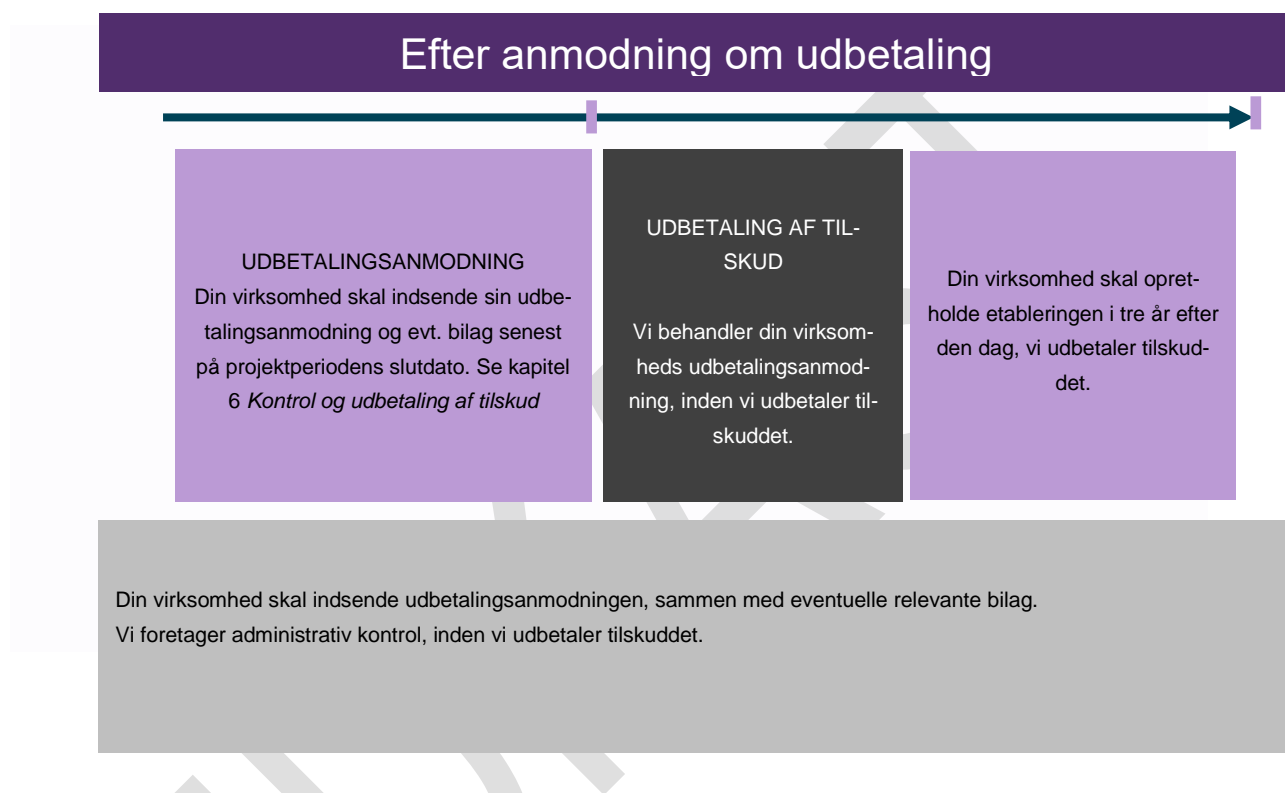 Efter anmodning om udbetaling
UDBETALINGSANMODNING
Din virksomhed skal indsende sin udbe-
talingsanmodning og evt. bilag senest
på projektperiodens slutdato. Se kapitel
6 Kontrol og udbetaling af tilskud
UDBETALING AF TIL-
SKUD
Vi behandler din virksom-
heds udbetalingsanmod-
ning, inden vi udbetaler til-
skuddet.
Din virksomhed skal opret-
holde etableringen i tre år efter
den dag, vi udbetaler tilskud-
det.
Din virksomhed skal indsende udbetalingsanmodningen, sammen med eventuelle relevante bilag.
Vi foretager administrativ kontrol, inden vi udbetaler tilskuddet.